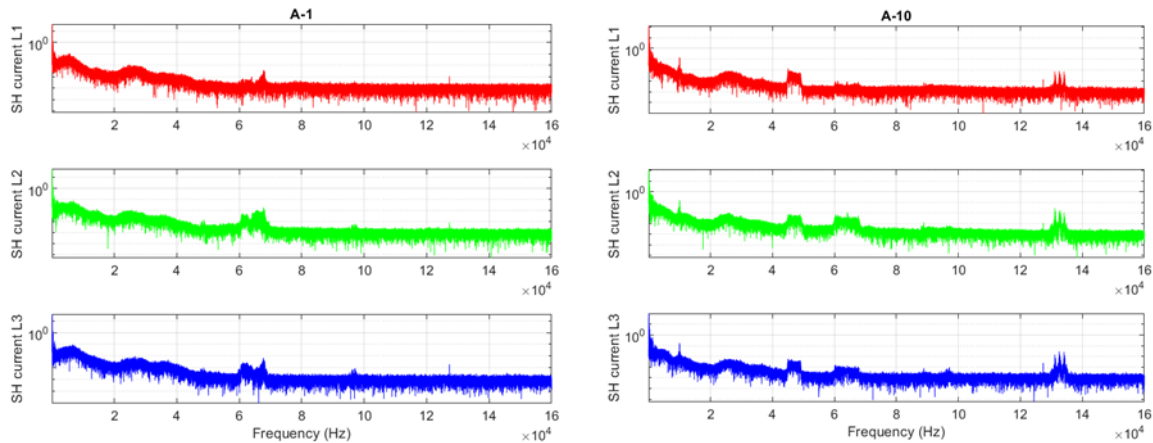 A-1
SH current L1
10⁰
2 4 6 8 10 12 14 16
×10⁴
SH current L2
10⁰
2 4 6 8 10 12 14 16
×10⁴
SH current L3
10⁰
2 4 6 8 10 12 14 16
Frequency (Hz) ×10⁴
A-10
SH current L1
10⁰
2 4 6 8 10 12 14 16
×10⁴
SH current L2
10⁰
2 4 6 8 10 12 14 16
×10⁴
SH current L3
10⁰
2 4 6 8 10 12 14 16
Frequency (Hz) ×10⁴